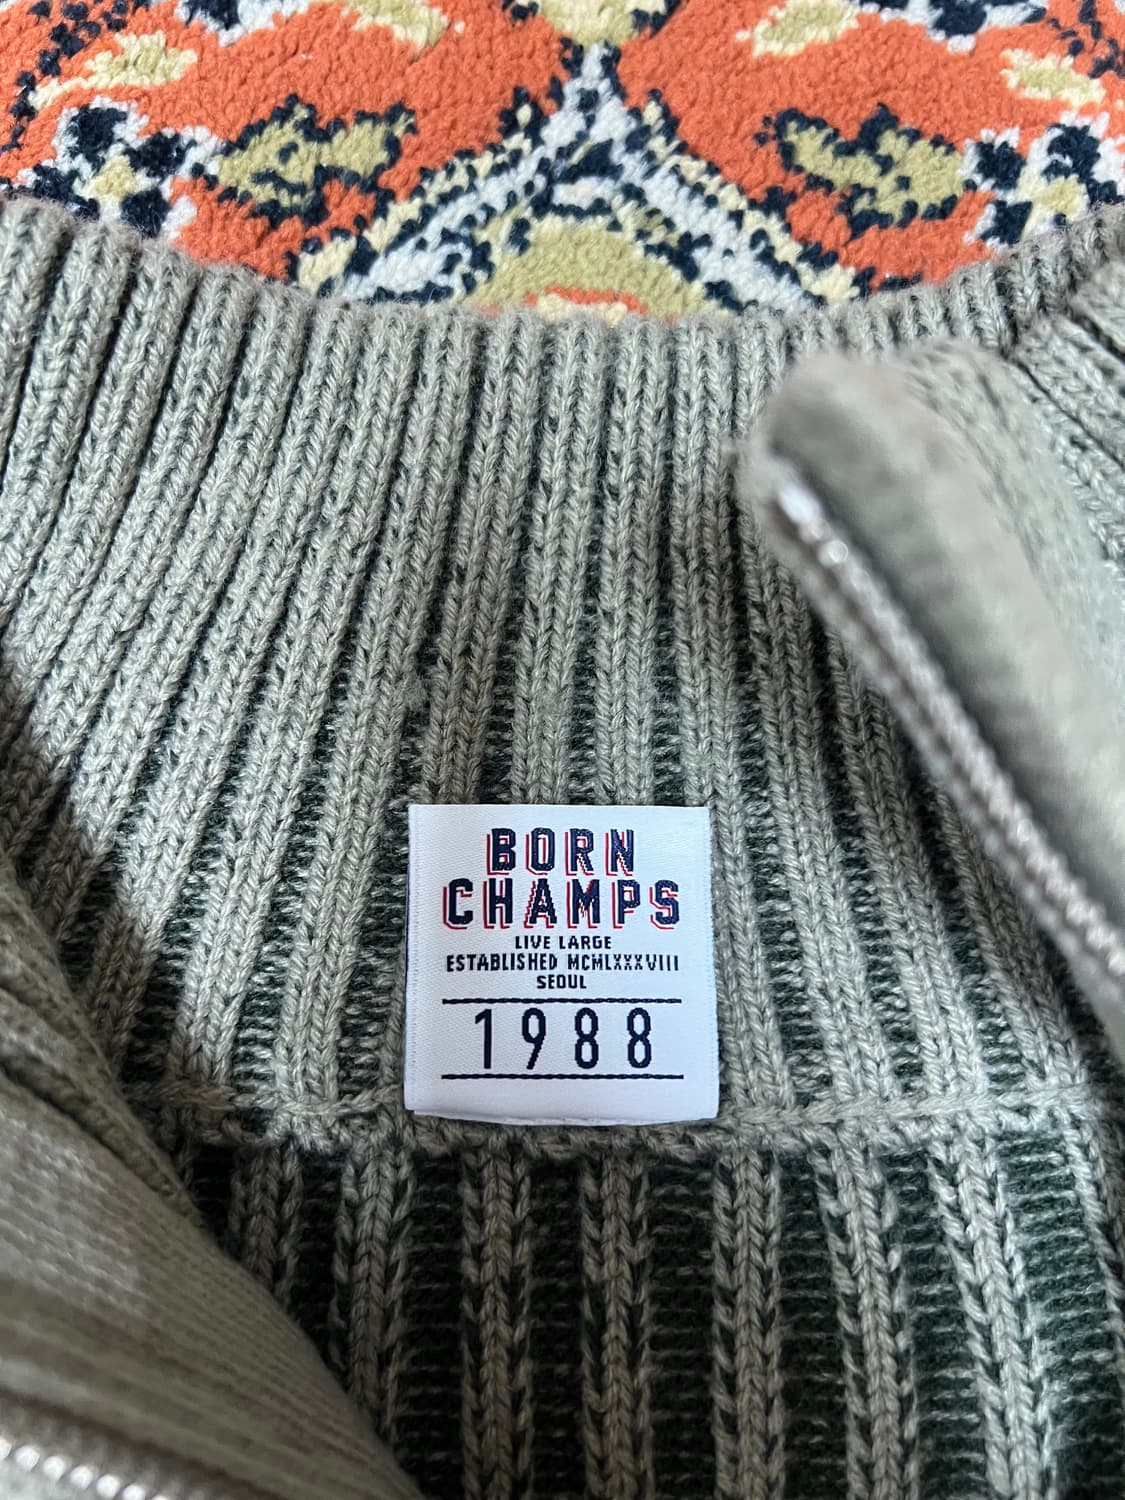 BORN
CHAMPS
LIVE LARGE
ESTABLISHED MCMLXXXVIII
SEOUL
1988